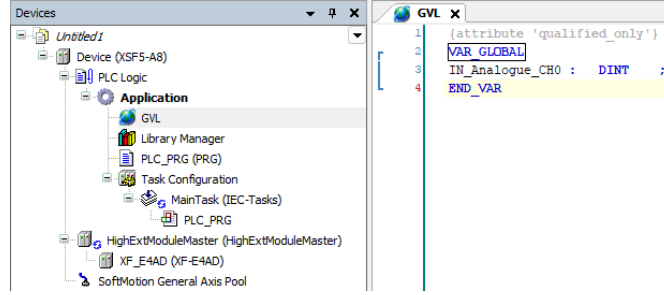 Devices
Untitled1
Device (XSF5-A8)
PLC Logic
Application
GVL
Library Manager
PLC_PRG (PRG)
Task Configuration
MainTask (IEC-Tasks)
PLC_PRG
HighExtModuleMaster (HighExtModuleMaster)
XF_E4AD (XF-E4AD)
SoftMotion General Axis Pool
GVL
1 {attribute 'qualified_only'}
2 VAR_GLOBAL
3 IN_Analogue_CH0 : DINT ;
4 END_VAR